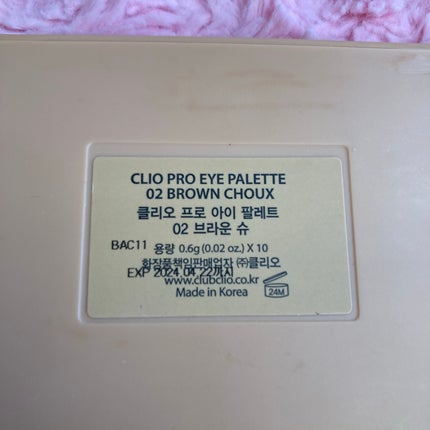 CLIO PRO EYE PALETTE
02 BROWN CHOUX
클리오 프로 아이 팔레트
02 브라운 슈
BAC11 용량 0.6g (0.02 oz.) X 10
화장품책임판매업자 ㈜클리오
EXP 2024.04.22까지
www.clubclio.co.kr
Made in Korea
24M